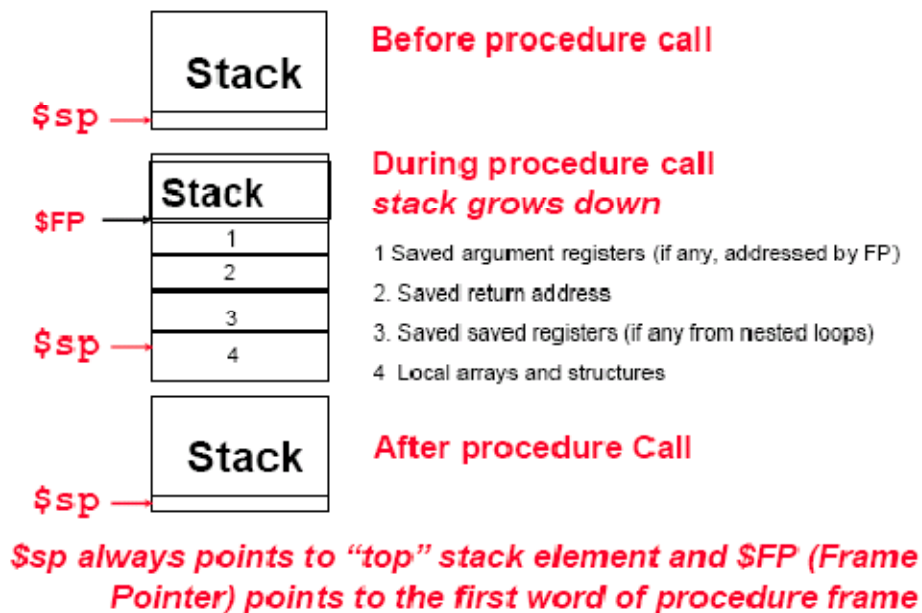 Before procedure call
Stack
$sp
During procedure call
stack grows down
Stack
$FP
1
2
3
$sp
4
1 Saved argument registers (if any, addressed by FP)
2. Saved return address
3. Saved saved registers (if any from nested loops)
4 Local arrays and structures
After procedure Call
Stack
$sp
$sp always points to “top” stack element and $FP (Frame
Pointer) points to the first word of procedure frame